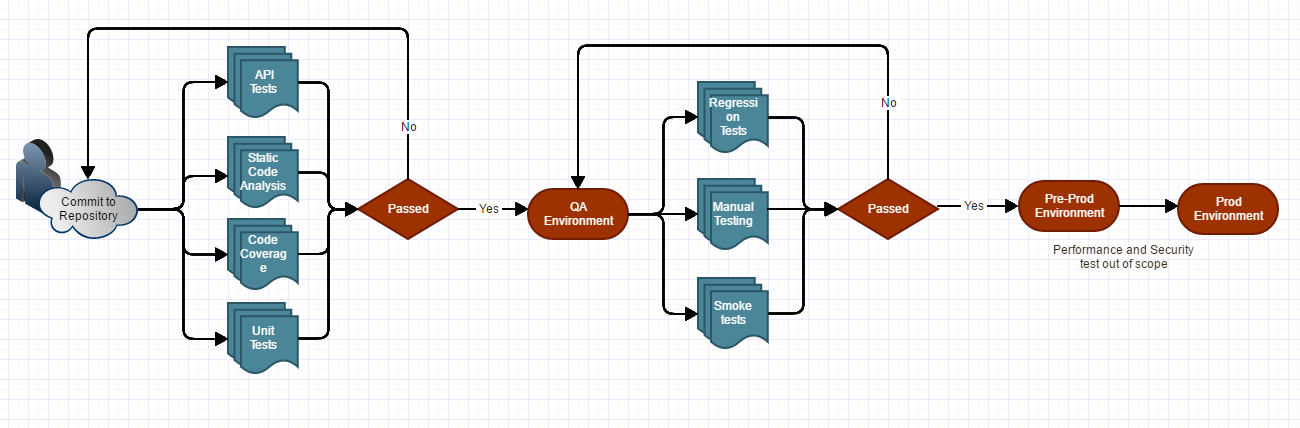 Commit to
Repository
API
Tests
Static
Code
Analysis
Code
Coverag
e
Unit
Tests
No
Passed
Yes
QA
Environment
Regressi
on
Tests
Manual
Testing
Smoke
tests
No
Passed
Yes
Pre-Prod
Environment
Performance and Security
test out of scope
Prod
Environment